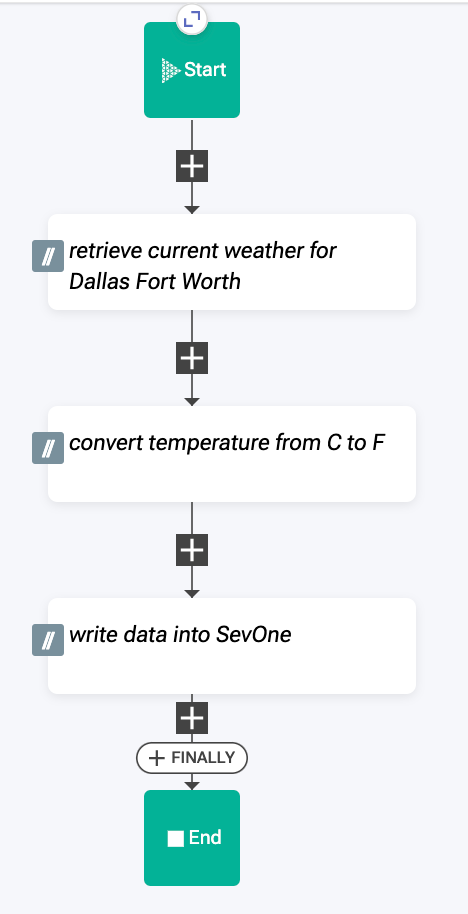 Start
retrieve current weather for
Dallas Fort Worth
convert temperature from C to F
write data into SevOne
+ FINALLY
End